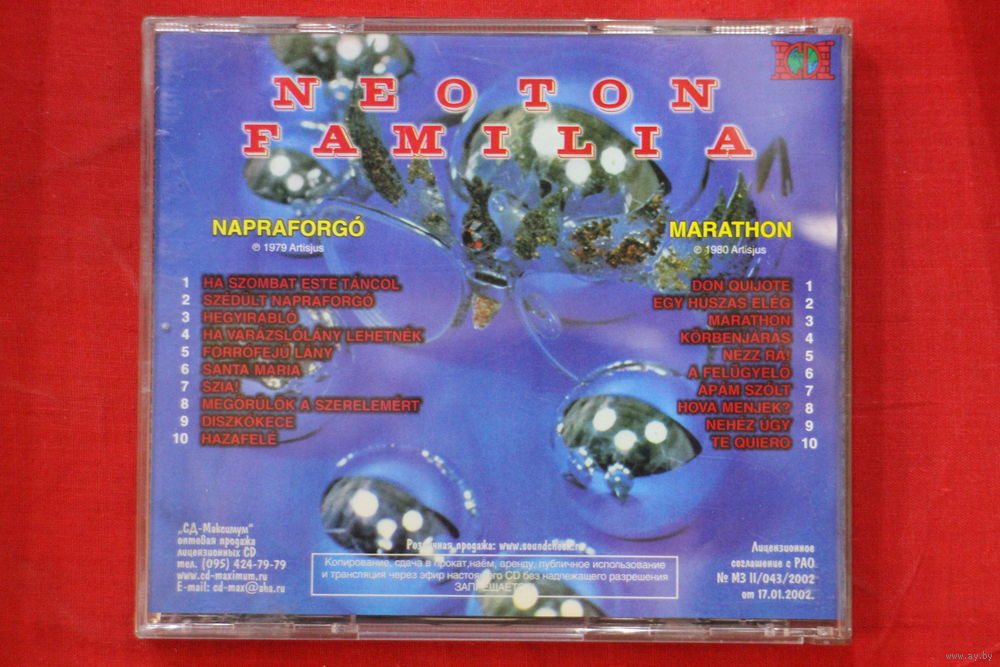 NEOTON
FAMILIA
NAPRAFORGÓ
℗ 1979 Artisjus
1 HA SZOMBAT ESTE TÁNCOL
2 SZÉDÜLT NAPRAFORGÓ
3 HEGYIRABLÓ
4 HA VARÁZSLÓLÁNY LEHETNÉK
5 FORRÓFEJŰ LÁNY
6 SANTA MARIA
7 SZIA!
8 MEGŐRÜLÖK A SZERELEMÉRT
9 DISZKÓKECE
10 HAZAFELÉ
MARATHON
℗ 1980 Artisjus
DON QUIJOTE 1
EGY HÚSZAS ELÉG 2
MARATHON 3
KÖRBENJÁRÁS 4
NÉZZ RÁ! 5
A FELÜGYELŐ 6
APÁM SZÓLT 7
HOVA MENJEK? 8
NEHÉZ ÜGY 9
TE QUIERO 10
„СД-Максимум"
оптовая продажа
лицензионных CD
тел. (095) 424-79-79
www.cd-maximum.ru
E-mail: cd-max@aha.ru
Розничная продажа: www.soundcheck.ru
Копирование, сдача в прокат,наём, аренду, публичное использование
и трансляция через эфир настоящего CD без надлежащего разрешения
ЗАПРЕЩАЕТСЯ
Лицензионное
соглашение с РАО
№ МЗ II/043/2002
от 17.01.2002.
www.ay.by